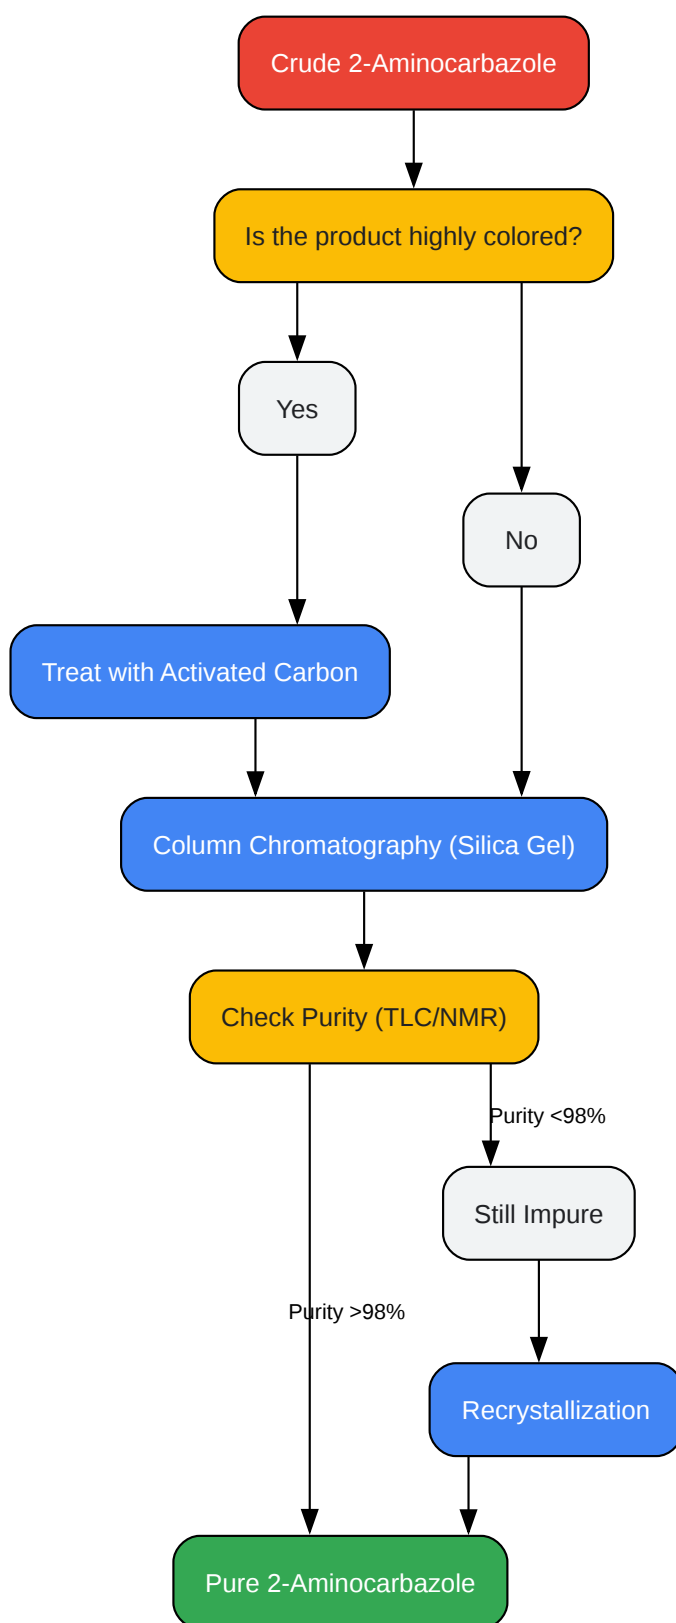 Crude 2-Aminocarbazole
Is the product highly colored?
Yes
No
Treat with Activated Carbon
Column Chromatography (Silica Gel)
Check Purity (TLC/NMR)
Purity <98%
Still Impure
Purity >98%
Recrystallization
Pure 2-Aminocarbazole